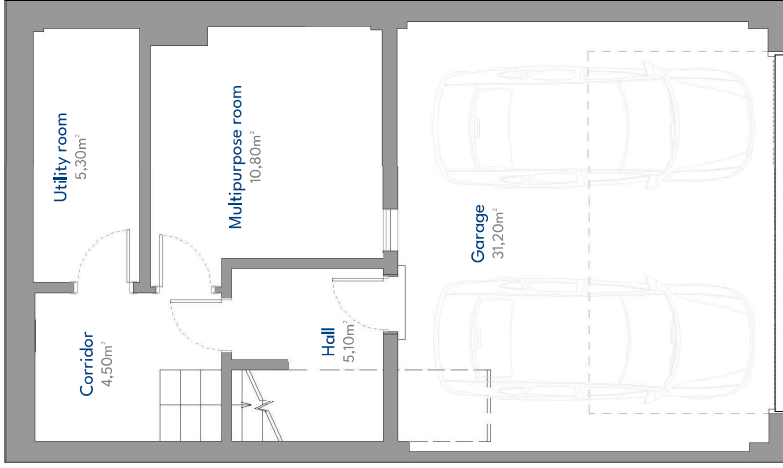 Utility room
5,30m²
Multipurpose room
10,80m²
Garage
31,20m²
Corridor
4,50m²
Hall
5,10m²